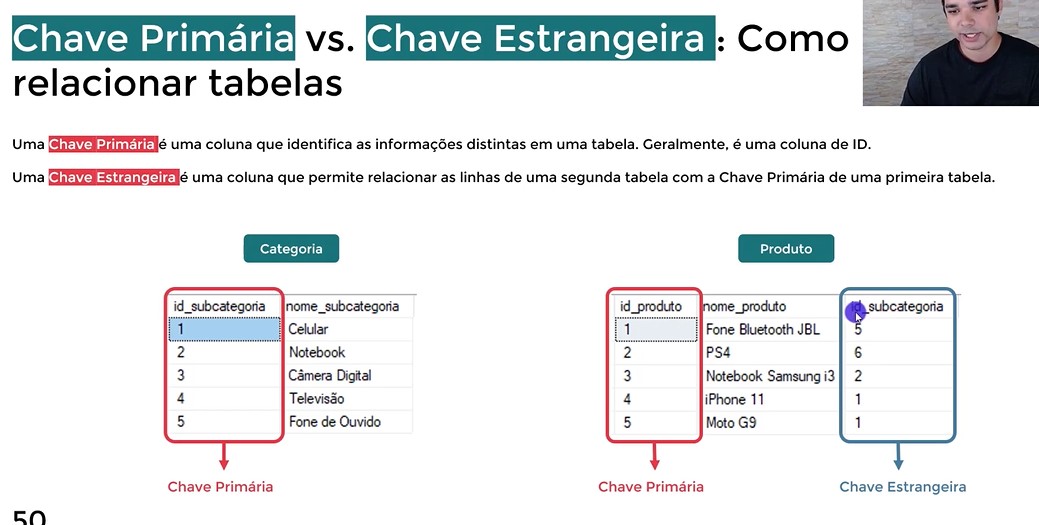 Chave Primária vs. Chave Estrangeira : Como
relacionar tabelas
Uma Chave Primária é uma coluna que identifica as informações distintas em uma tabela. Geralmente, é uma coluna de ID.
Uma Chave Estrangeira é uma coluna que permite relacionar as linhas de uma segunda tabela com a Chave Primária de uma primeira tabela.
Categoria
id_subcategoria nome_subcategoria
1 Celular
2 Notebook
3 Câmera Digital
4 Televisão
5 Fone de Ouvido
Chave Primária
Produto
id_produto nome_produto id_subcategoria
1 Fone Bluetooth JBL 5
2 PS4 6
3 Notebook Samsung i3 2
4 iPhone 11 1
5 Moto G9 1
Chave Primária Chave Estrangeira
50